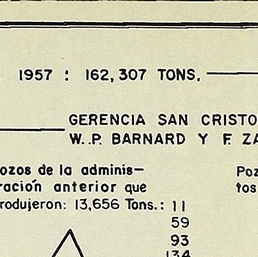 1957 : 162,307 TONS.
GERENCIA SAN CRISTO
W. P. BARNARD Y F. ZA
ozos de la adminis-
ración anterior que
rodujeron: 13,656 Tons.: 11
59
93
134
Poz
tos